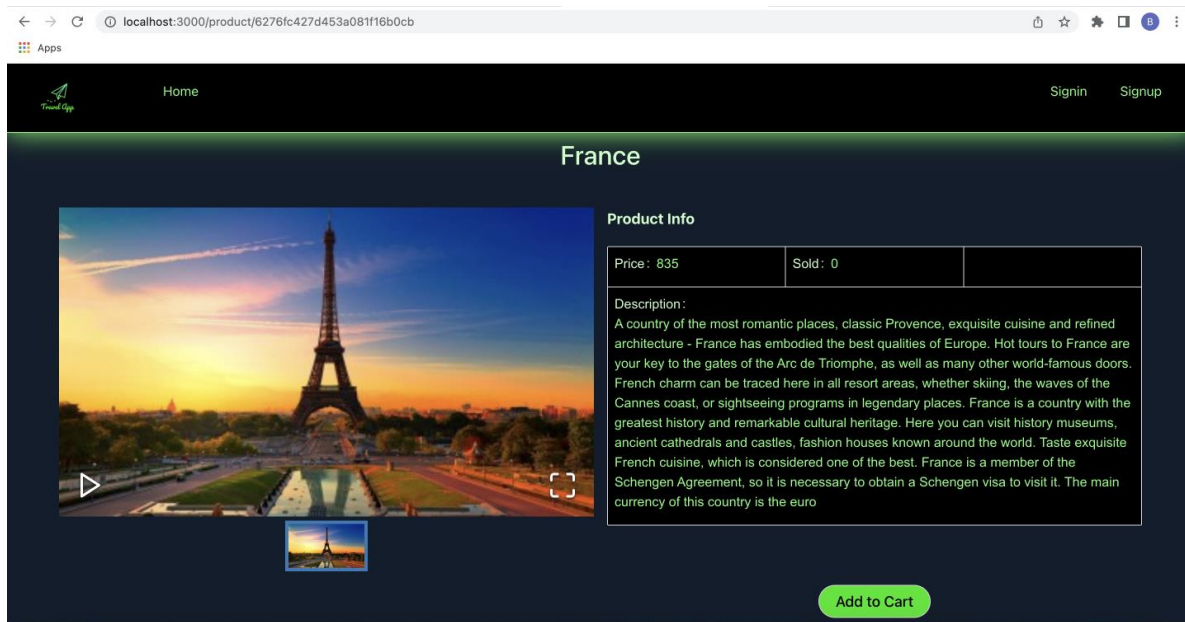 localhost:3000/product/6276fc427d453a081f16b0cb
B
Apps
Travel App
Home
Signin
Signup
France
Product Info
Price: 835
Sold: 0
Description:
A country of the most romantic places, classic Provence, exquisite cuisine and refined
architecture - France has embodied the best qualities of Europe. Hot tours to France are
your key to the gates of the Arc de Triomphe, as well as many other world-famous doors.
French charm can be traced here in all resort areas, whether skiing, the waves of the
Cannes coast, or sightseeing programs in legendary places. France is a country with the
greatest history and remarkable cultural heritage. Here you can visit history museums,
ancient cathedrals and castles, fashion houses known around the world. Taste exquisite
French cuisine, which is considered one of the best. France is a member of the
Schengen Agreement, so it is necessary to obtain a Schengen visa to visit it. The main
currency of this country is the euro
Add to Cart